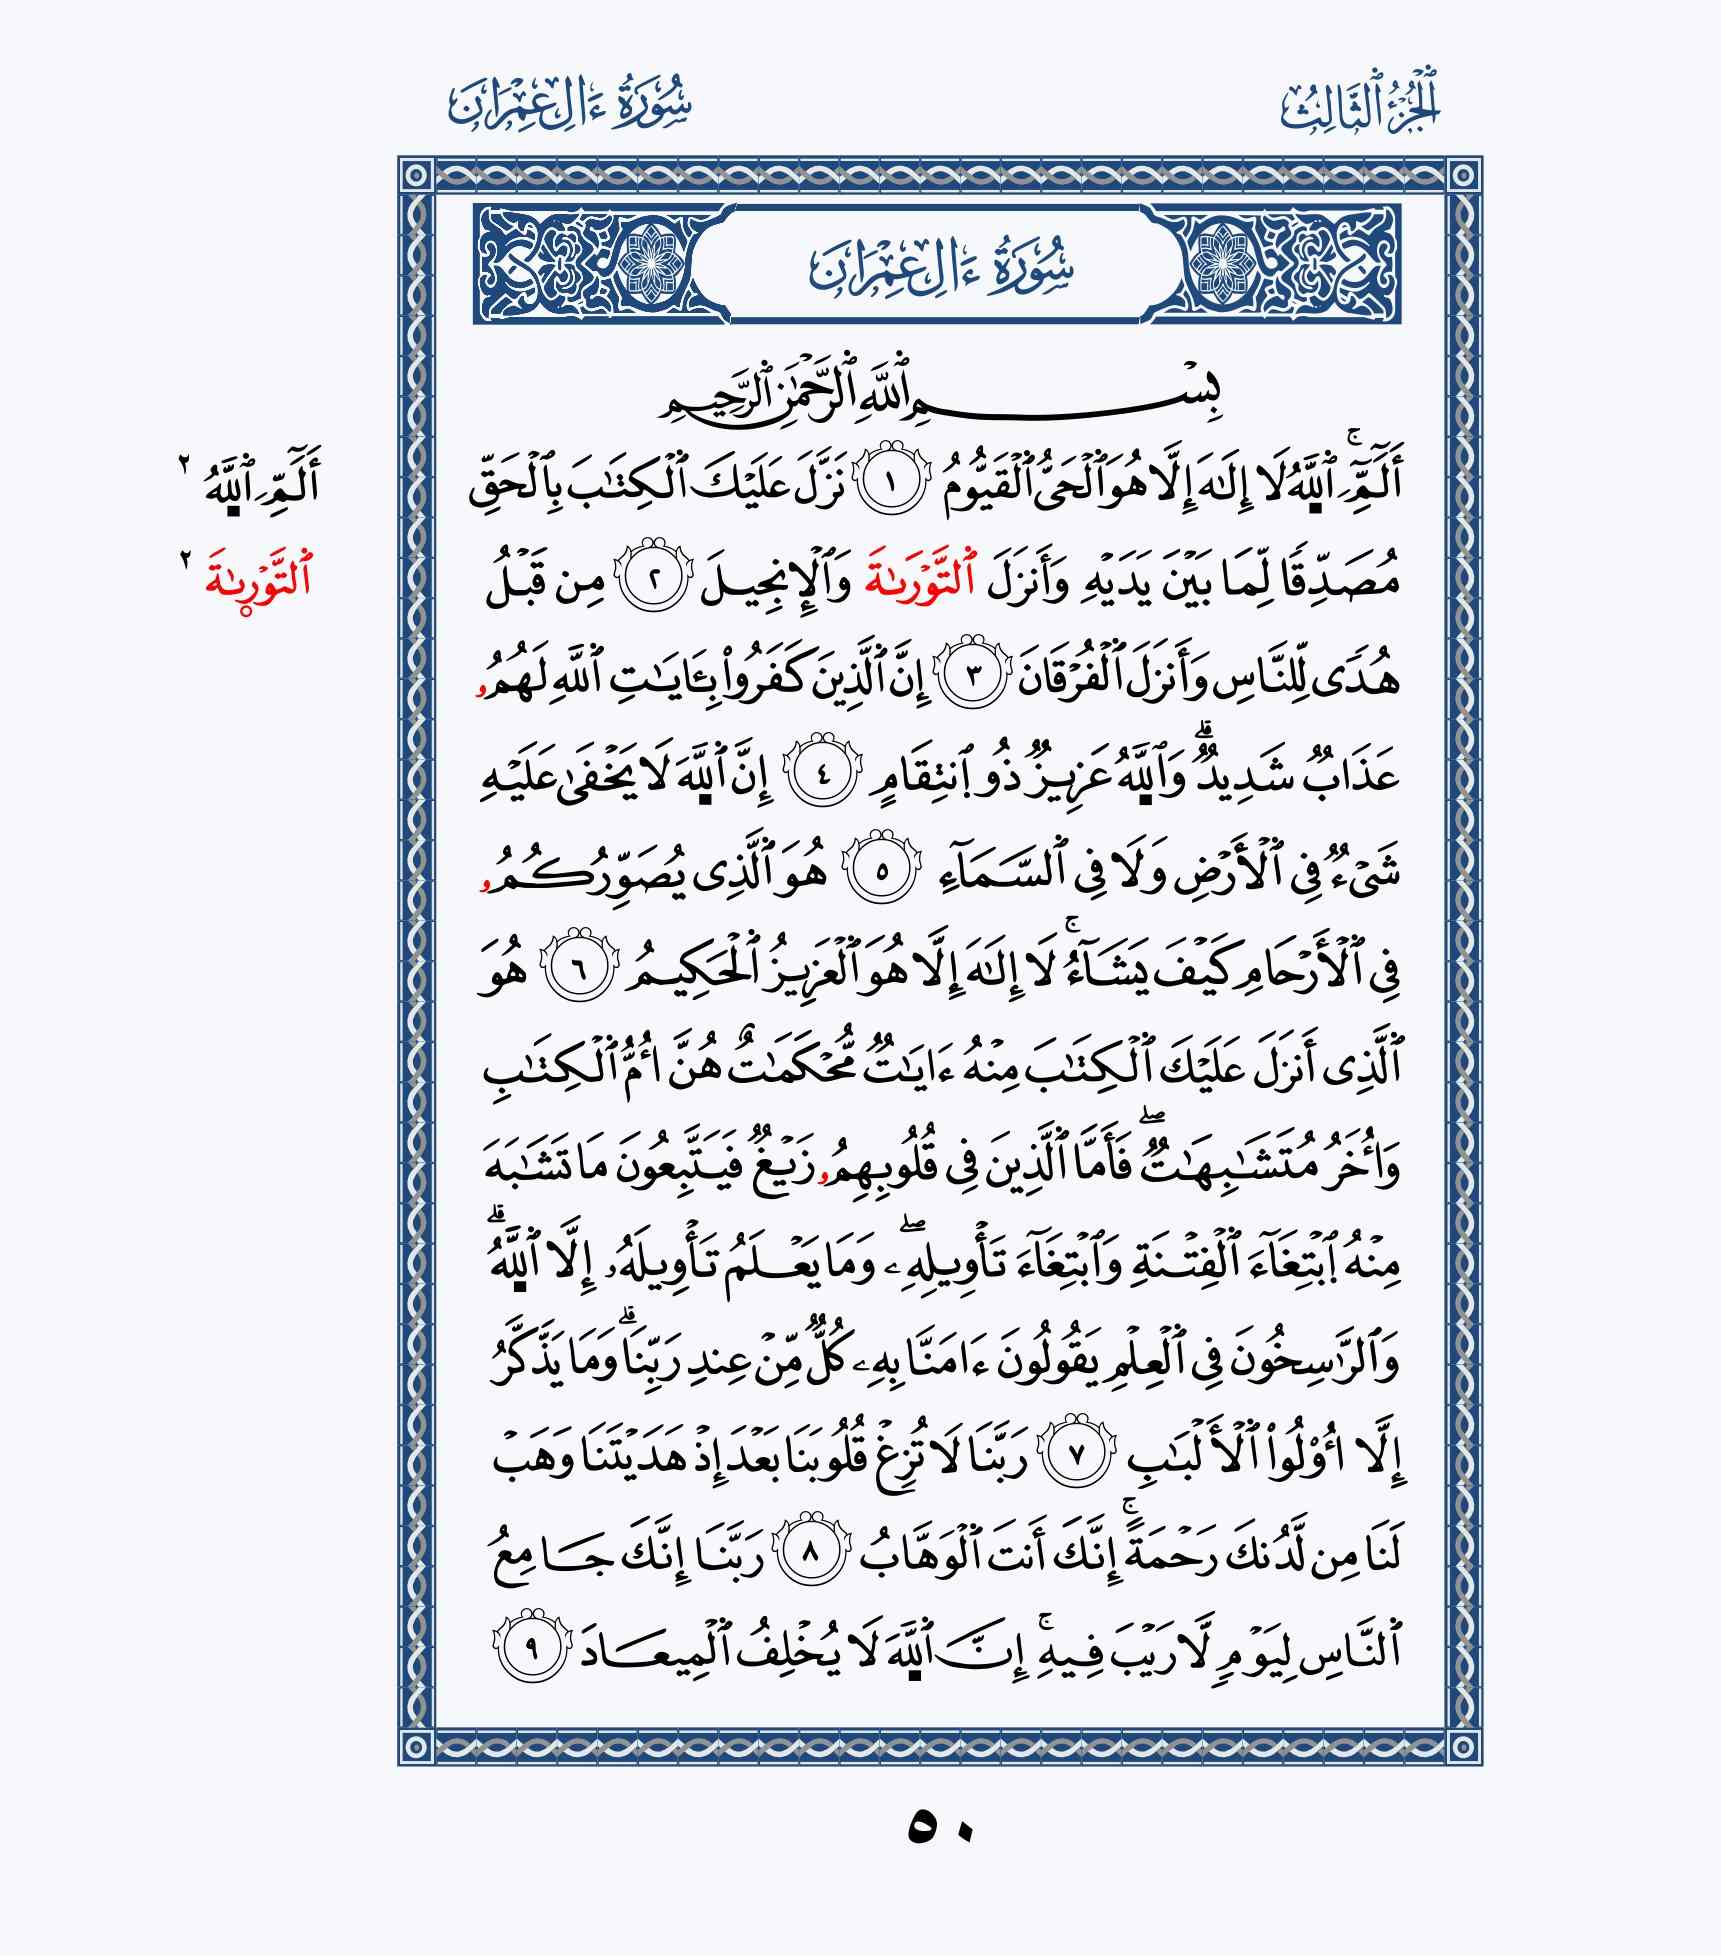 الجُزْءُ الثَّالِثُ
سُورَةُ ءَالِ عِمْرَانَ
سُورَةُ ءَالِ عِمْرَانَ
بِسْمِ ٱللَّهِ ٱلرَّحْمَٰنِ ٱلرَّحِيمِ
أَلَٓمِّٓۚ ٱللَّهُ لَا إِلَٰهَ إِلَّا هُوَ ٱلْحَىُّ ٱلْقَيُّومُ ١ نَزَّلَ عَلَيْكَ ٱلْكِتَٰبَ بِٱلْحَقِّ
أَلَٓمِّٓ ٱللَّهُ ٢
مُصَدِّقًا لِّمَا بَيْنَ يَدَيْهِ وَأَنزَلَ ٱلتَّوْرَىٰةَ وَٱلْإِنجِيلَ ٢ مِن قَبْلُ
ٱلتَّوْرِىٰةَ ٢
هُدًى لِّلنَّاسِ وَأَنزَلَ ٱلْفُرْقَانَ ٣ إِنَّ ٱلَّذِينَ كَفَرُوا۟ بِـَٔايَٰتِ ٱللَّهِ لَهُمُۥ
عَذَابٌ شَدِيدٌۗ وَٱللَّهُ عَزِيزٌ ذُو ٱنتِقَامٍ ٤ إِنَّ ٱللَّهَ لَا يَخْفَىٰ عَلَيْهِ
شَىْءٌ فِى ٱلْأَرْضِ وَلَا فِى ٱلسَّمَآءِ ٥ هُوَ ٱلَّذِى يُصَوِّرُكُمُۥ
فِى ٱلْأَرْحَامِ كَيْفَ يَشَآءُۚ لَا إِلَٰهَ إِلَّا هُوَ ٱلْعَزِيزُ ٱلْحَكِيمُ ٦ هُوَ
ٱلَّذِى أَنزَلَ عَلَيْكَ ٱلْكِتَٰبَ مِنْهُ ءَايَٰتٌ مُّحْكَمَٰتٌ هُنَّ أُمُّ ٱلْكِتَٰبِ
وَأُخَرُ مُتَشَٰبِهَٰتٌۖ فَأَمَّا ٱلَّذِينَ فِى قُلُوبِهِمُۥ زَيْغٌ فَيَتَّبِعُونَ مَا تَشَٰبَهَ
مِنْهُ ٱبْتِغَآءَ ٱلْفِتْنَةِ وَٱبْتِغَآءَ تَأْوِيلِهِۦۖ وَمَا يَعْلَمُ تَأْوِيلَهُۥ إِلَّا ٱللَّهُۗ
وَٱلرَّٰسِخُونَ فِى ٱلْعِلْمِ يَقُولُونَ ءَامَنَّا بِهِۦ كُلٌّ مِّنْ عِندِ رَبِّنَاۗ وَمَا يَذَّكَّرُ
إِلَّا أُو۟لُوا۟ ٱلْأَلْبَٰبِ ٧ رَبَّنَا لَا تُزِغْ قُلُوبَنَا بَعْدَ إِذْ هَدَيْتَنَا وَهَبْ
لَنَا مِن لَّدُنكَ رَحْمَةًۚ إِنَّكَ أَنتَ ٱلْوَهَّابُ ٨ رَبَّنَا إِنَّكَ جَامِعُ
ٱلنَّاسِ لِيَوْمٍ لَّا رَيْبَ فِيهِۚ إِنَّ ٱللَّهَ لَا يُخْلِفُ ٱلْمِيعَادَ ٩
٥٠